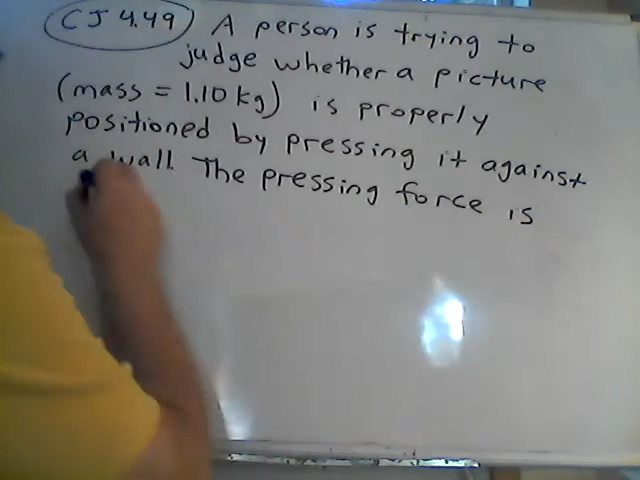 CJ 4.49 A person is trying to
judge whether a picture
(mass = 1.10 kg) is properly
positioned by pressing it against
a wall. The pressing force is